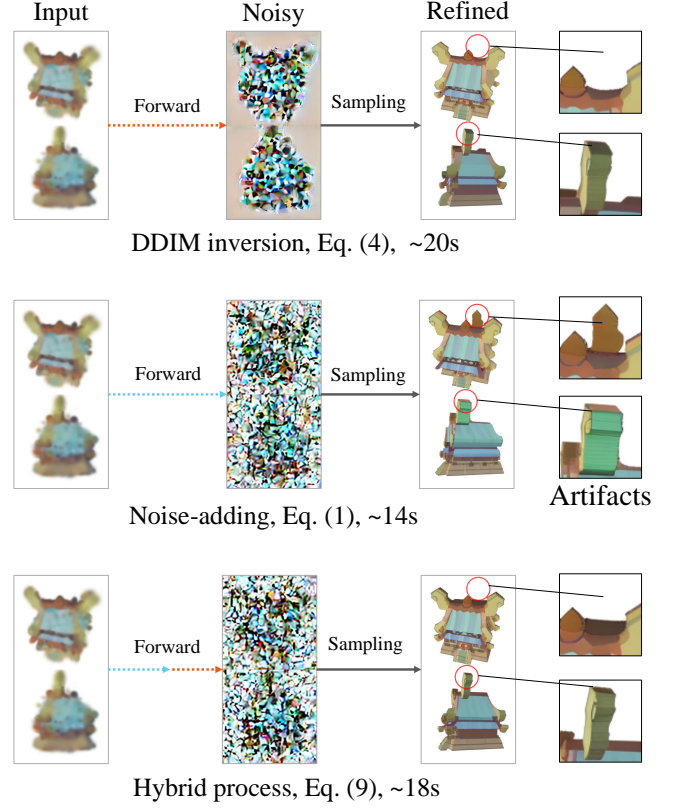 Input Noisy Refined
Forward
Sampling
DDIM inversion, Eq. (4), ~20s
Forward
Sampling
Artifacts
Noise-adding, Eq. (1), ~14s
Forward
Sampling
Hybrid process, Eq. (9), ~18s